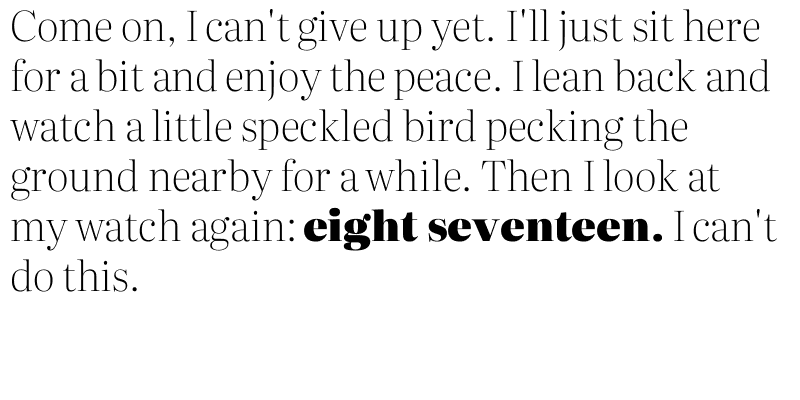 Come on, I can't give up yet. I'll just sit here
for a bit and enjoy the peace. I lean back and
watch a little speckled bird pecking the
ground nearby for a while. Then I look at
my watch again: eight seventeen. I can't
do this.